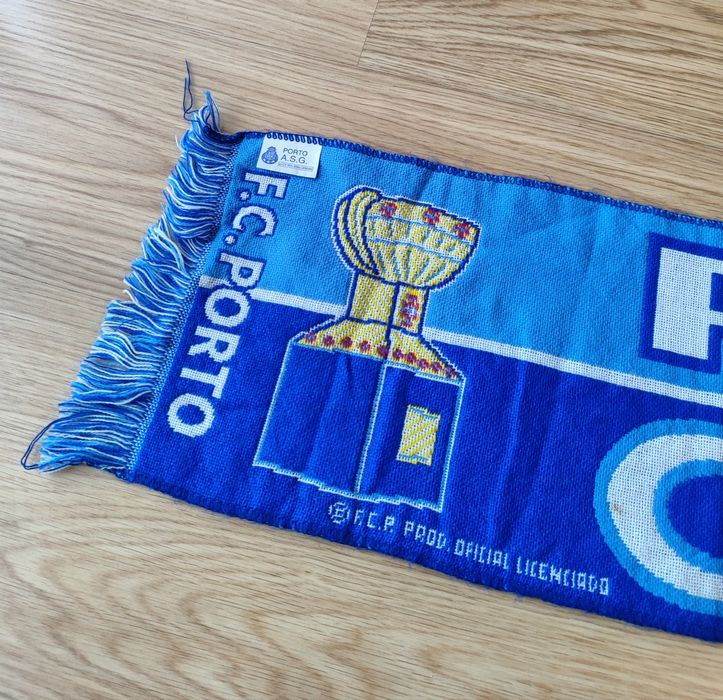 PORTO
A.S.G.
F.C.PORTO
F.C.P. PROD. OFICIAL LICENCIADO